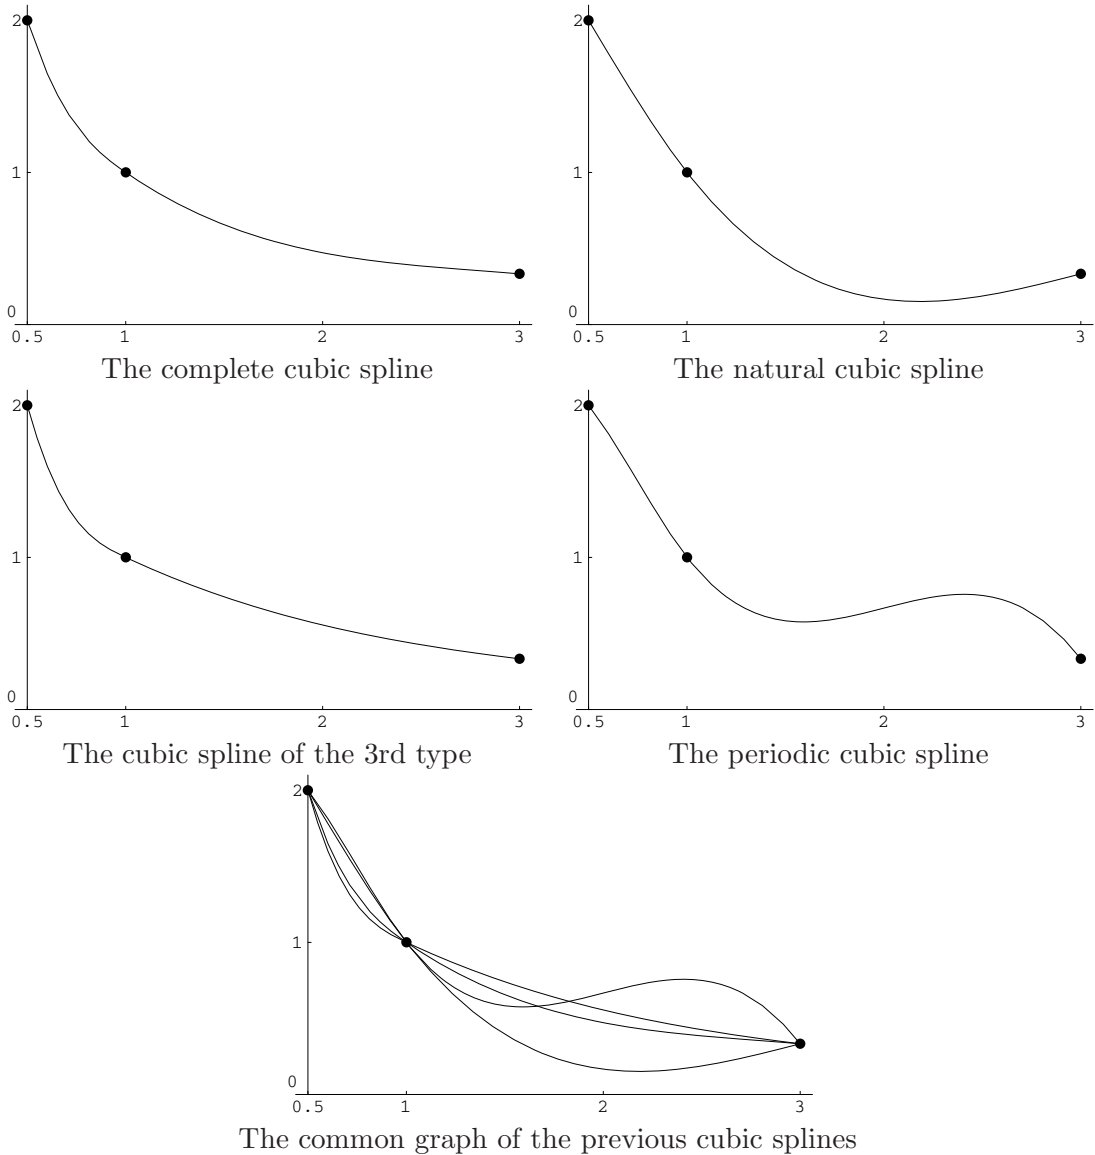 2
1
0
0.5 1 2 3
The complete cubic spline
2
1
0
0.5 1 2 3
The natural cubic spline
2
1
0
0.5 1 2 3
The cubic spline of the 3rd type
2
1
0
0.5 1 2 3
The periodic cubic spline
2
1
0
0.5 1 2 3
The common graph of the previous cubic splines